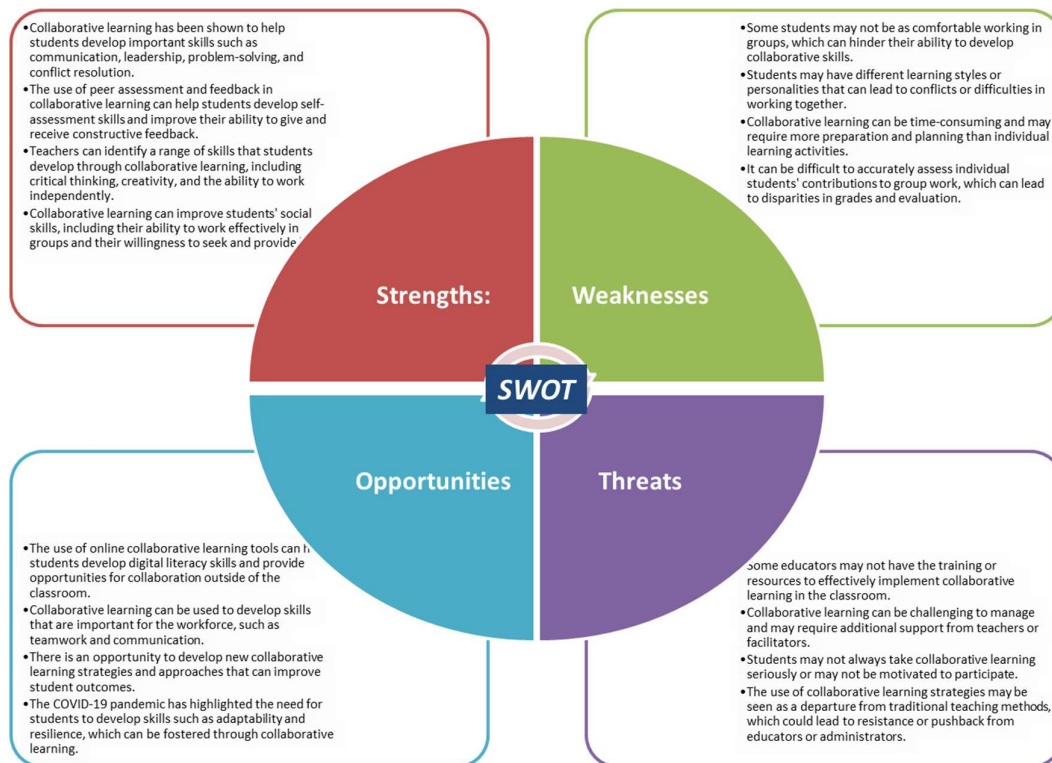 •Collaborative learning has been shown to help
students develop important skills such as
communication, leadership, problem-solving, and
conflict resolution.
•The use of peer assessment and feedback in
collaborative learning can help students develop self-
assessment skills and improve their ability to give and
receive constructive feedback.
•Teachers can identify a range of skills that students
develop through collaborative learning, including
critical thinking, creativity, and the ability to work
independently.
•Collaborative learning can improve students' social
skills, including their ability to work effectively in
groups and their willingness to seek and provide
•Some students may not be as comfortable working in
groups, which can hinder their ability to develop
collaborative skills.
•Students may have different learning styles or
personalities that can lead to conflicts or difficulties in
working together.
•Collaborative learning can be time-consuming and may
require more preparation and planning than individual
learning activities.
•It can be difficult to accurately assess individual
students' contributions to group work, which can lead
to disparities in grades and evaluation.
Strengths:
Weaknesses
SWOT
Opportunities
Threats
•The use of online collaborative learning tools can
students develop digital literacy skills and provide
opportunities for collaboration outside of the
classroom.
•Collaborative learning can be used to develop skills
that are important for the workforce, such as
teamwork and communication.
•There is an opportunity to develop new collaborative
learning strategies and approaches that can improve
student outcomes.
•The COVID-19 pandemic has highlighted the need for
students to develop skills such as adaptability and
resilience, which can be fostered through collaborative
learning.
Some educators may not have the training or
resources to effectively implement collaborative
learning in the classroom.
•Collaborative learning can be challenging to manage
and may require additional support from teachers or
facilitators.
•Students may not always take collaborative learning
seriously or may not be motivated to participate.
•The use of collaborative learning strategies may be
seen as a departure from traditional teaching methods,
which could lead to resistance or pushback from
educators or administrators.